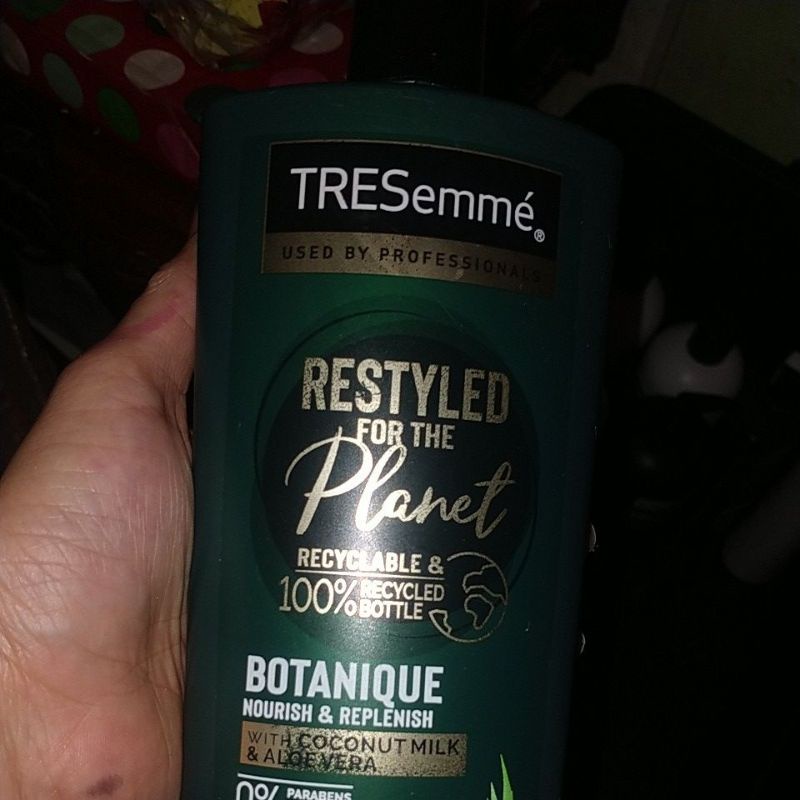 TRESemmé®
USED BY PROFESSIONALS
RESTYLED
FOR THE
Planet
RECYCLABLE &
100% RECYCLED
BOTTLE
BOTANIQUE
NOURISH & REPLENISH
WITH COCONUT MILK
& ALOE VERA
0% PARABENS